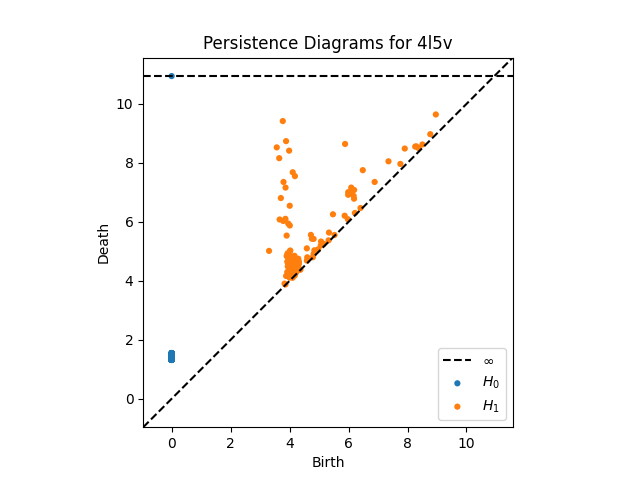 Persistence Diagrams for 4l5v
Death
10
8
6
4
2
0
0 2 4 6 8 10
Birth
∞
H₀
H₁